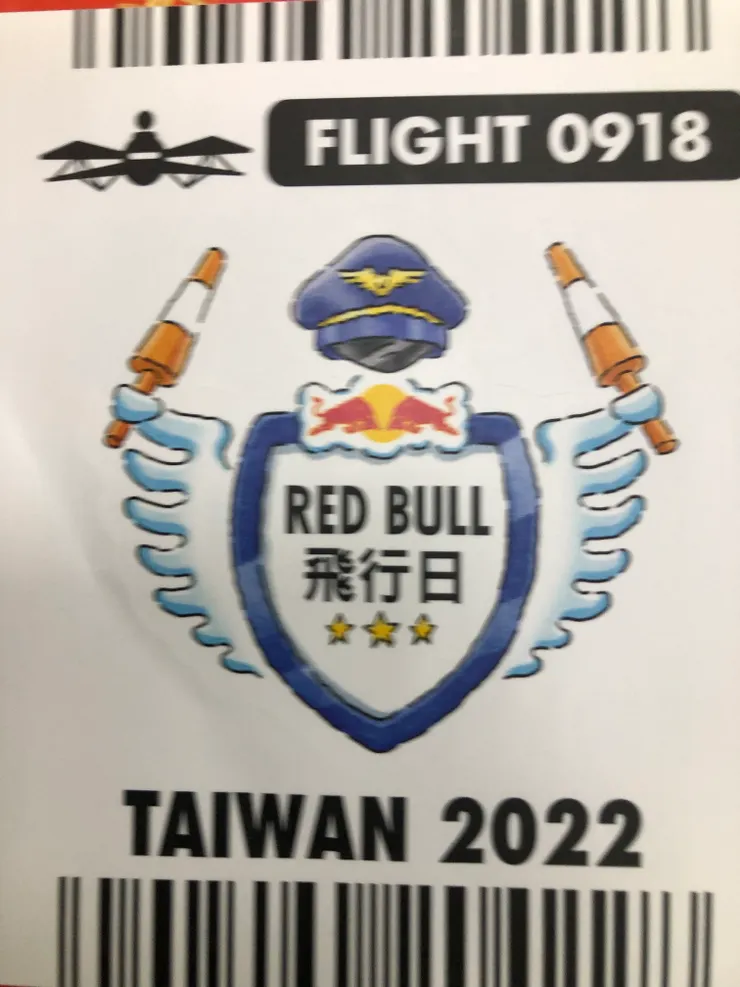 FLIGHT 0918
RED BULL
飛行日
TAIWAN 2022